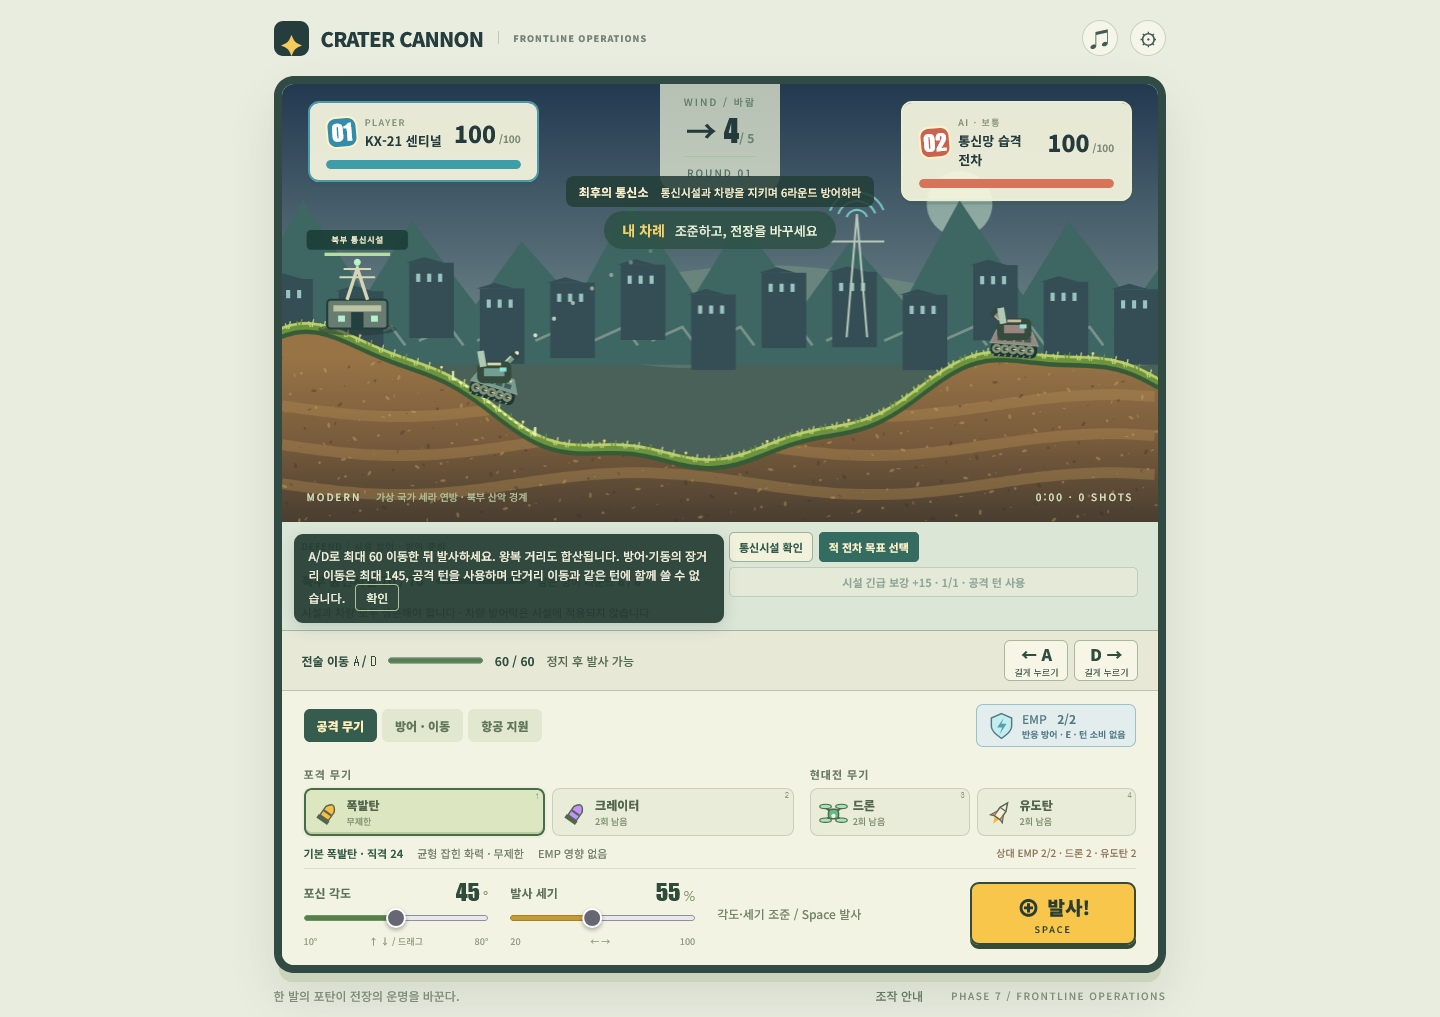 CRATER CANNON
FRONTLINE OPERATIONS
01
PLAYER
KX-21 센티널
100 /100
WIND / 바람
→ 4 / 5
ROUND 01
02
AI · 보통
통신망 습격
전차
100 /100
최후의 통신소 통신시설과 차량을 지키며 6라운드 방어하라
내 차례 조준하고, 전장을 바꾸세요
북부 통신시설
MODERN 가상 국가 세라 연방 · 북부 산악 경계
0:00 · 0 SHOTS
A/D로 최대 60 이동한 뒤 발사하세요. 왕복 거리도 합산됩니다. 방어·기동의 장거
리 이동은 최대 145, 공격 턴을 사용하며 단거리 이동과 같은 턴에 함께 쓸 수 없
습니다. 확인
통신시설 확인
적 전차 목표 선택
시설 긴급 보강 +15 · 1/1 · 공격 턴 사용
전술 이동 A / D 60 / 60 정지 후 발사 가능
← A
길게 누르기
D →
길게 누르기
공격 무기
방어 · 이동
항공 지원
EMP 2/2
반응 방어 · E · 턴 소비 없음
포격 무기
현대전 무기
폭발탄
무제한
1
크레이터
2회 남음
2
드론
2회 남음
3
유도탄
2회 남음
4
기본 폭발탄 · 직격 24 균형 잡힌 화력 · 무제한 EMP 영향 없음
상대 EMP 2/2 · 드론 2 · 유도탄 2
포신 각도 45 °
10° ↑ ↓ / 드래그 80°
발사 세기 55 %
20 ←→ 100
각도·세기 조준 / Space 발사
발사!
SPACE
한 발의 포탄이 전장의 운명을 바꾼다.
조작 안내
PHASE 7 / FRONTLINE OPERATIONS